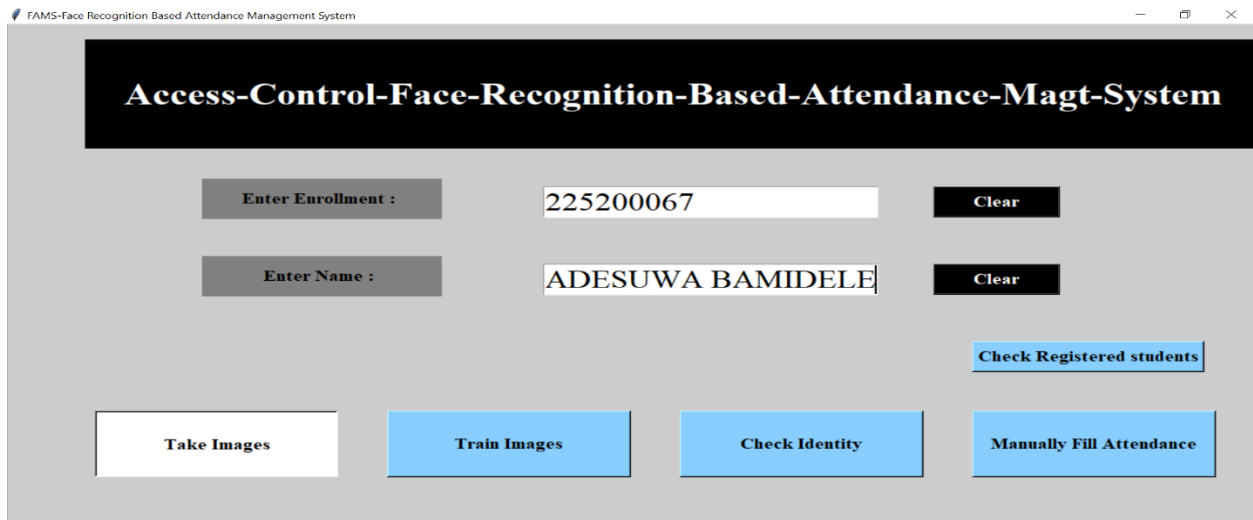 FAMS-Face Recognition Based Attendance Management System
Access-Control-Face-Recognition-Based-Attendance-Magt-System
Enter Enrollment :
225200067
Clear
Enter Name :
ADESUWA BAMIDELE
Clear
Check Registered students
Take Images
Train Images
Check Identity
Manually Fill Attendance